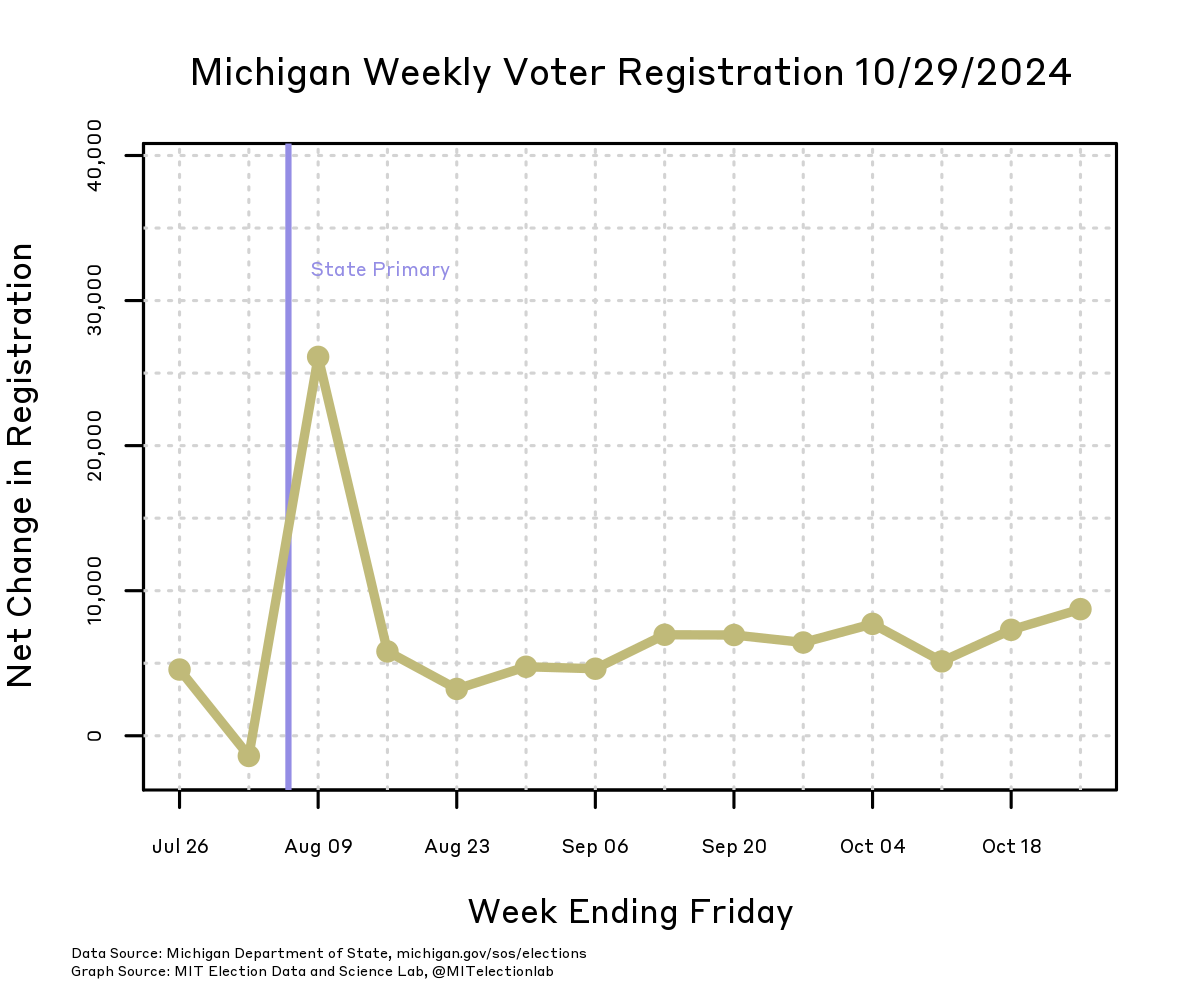 Michigan Weekly Voter Registration 10/29/2024
40,000
30,000
20,000
10,000
0
Net Change in Registration
State Primary
Jul 26 Aug 09 Aug 23 Sep 06 Sep 20 Oct 04 Oct 18
Week Ending Friday
Data Source: Michigan Department of State, michigan.gov/sos/elections
Graph Source: MIT Election Data and Science Lab, @MITelectionlab